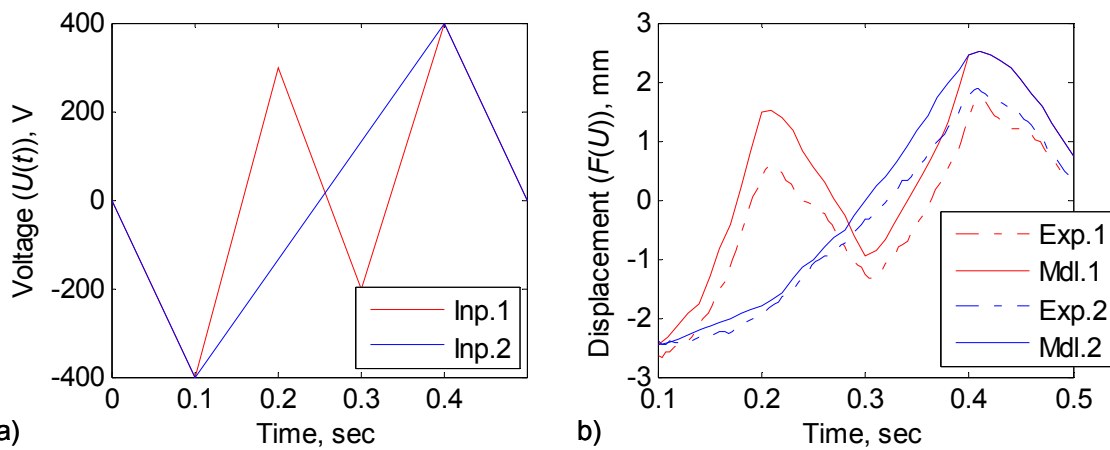 400
200
0
-200
-400
Voltage (U(t)), V
0
0.1
0.2
0.3
0.4
Time, sec
Inp.1
Inp.2
a)
3
2
1
0
-1
-2
-3
Displacement (F(U)), mm
0.1
0.2
0.3
0.4
0.5
Time, sec
Exp.1
Mdl.1
Exp.2
Mdl.2
b)